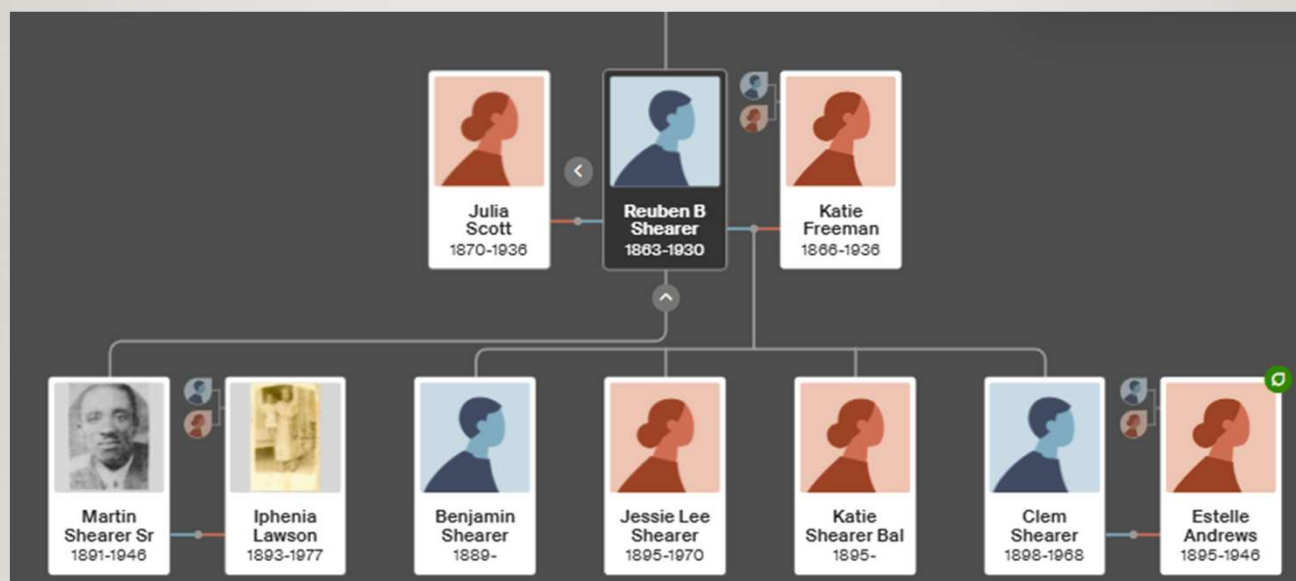 Julia
Scott
1870-1936
Reuben B
Shearer
1863-1930
Katie
Freeman
1866-1936
Martin
Shearer Sr
1891-1946
Iphenia
Lawson
1893-1977
Benjamin
Shearer
1889-
Jessie Lee
Shearer
1895-1970
Katie
Shearer Bal
1895-
Clem
Shearer
1898-1968
Estelle
Andrews
1895-1946